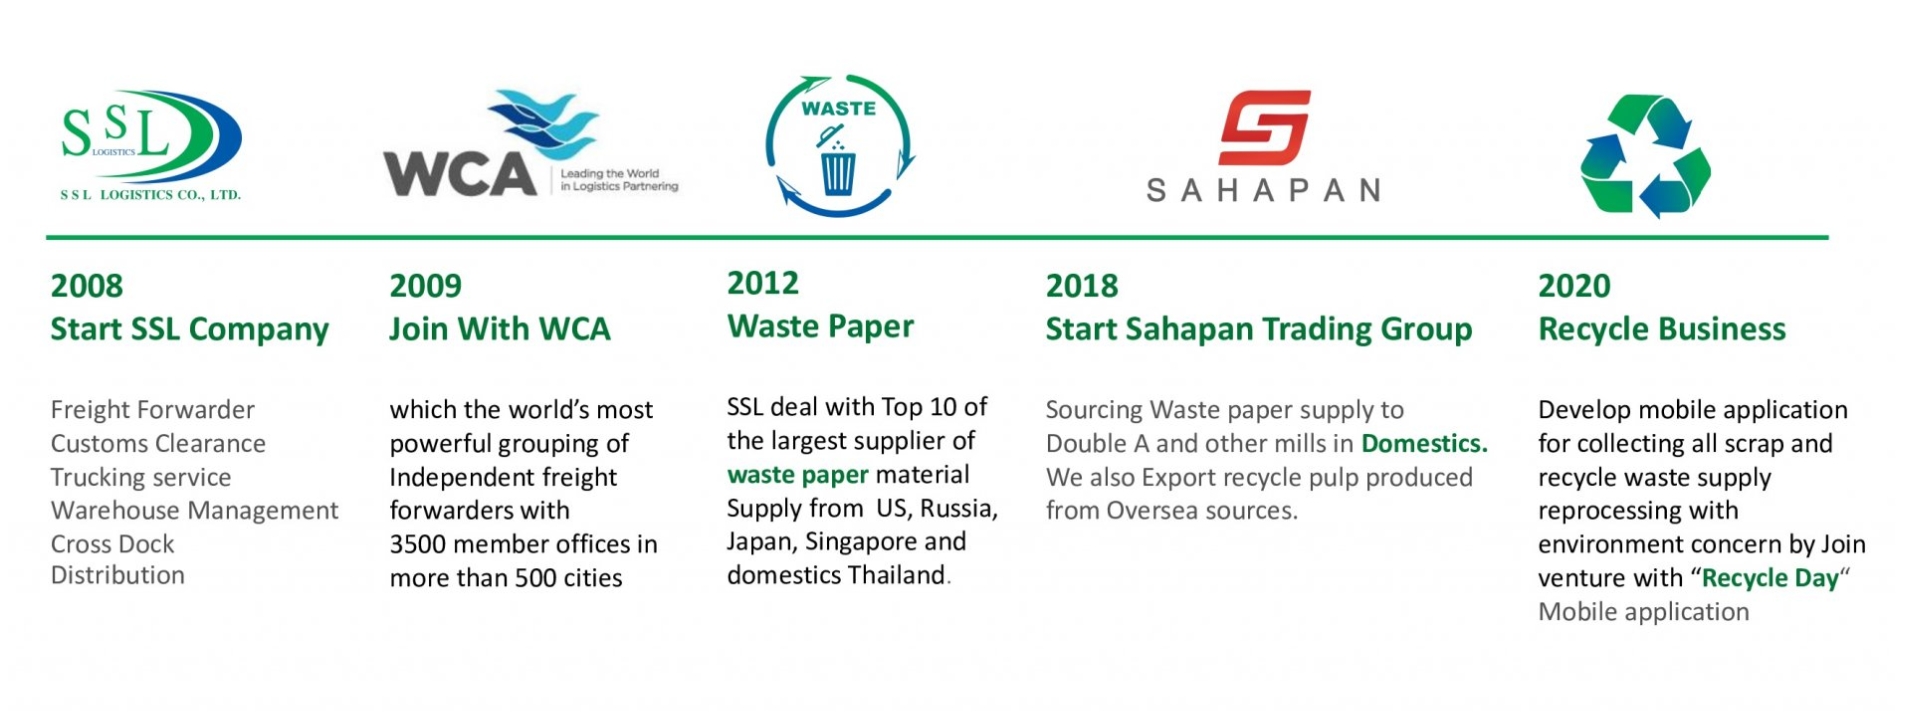 SSL
LOGISTICS
SSL LOGISTICS CO., LTD.
WCA
Leading the World
in Logistics Partnering
WASTE
SAHAPAN
2008
Start SSL Company
Freight Forwarder
Customs Clearance
Trucking service
Warehouse Management
Cross Dock
Distribution
2009
Join With WCA
which the world's most
powerful grouping of
Independent freight
forwarders with
3500 member offices in
more than 500 cities
2012
Waste Paper
SSL deal with Top 10 of
the largest supplier of
waste paper material
Supply from US, Russia,
Japan, Singapore and
domestics Thailand.
2018
Start Sahapan Trading Group
Sourcing Waste paper supply to
Double A and other mills in Domestics.
We also Export recycle pulp produced
from Oversea sources.
2020
Recycle Business
Develop mobile application
for collecting all scrap and
recycle waste supply
reprocessing with
environment concern by Join
venture with “Recycle Day“
Mobile application